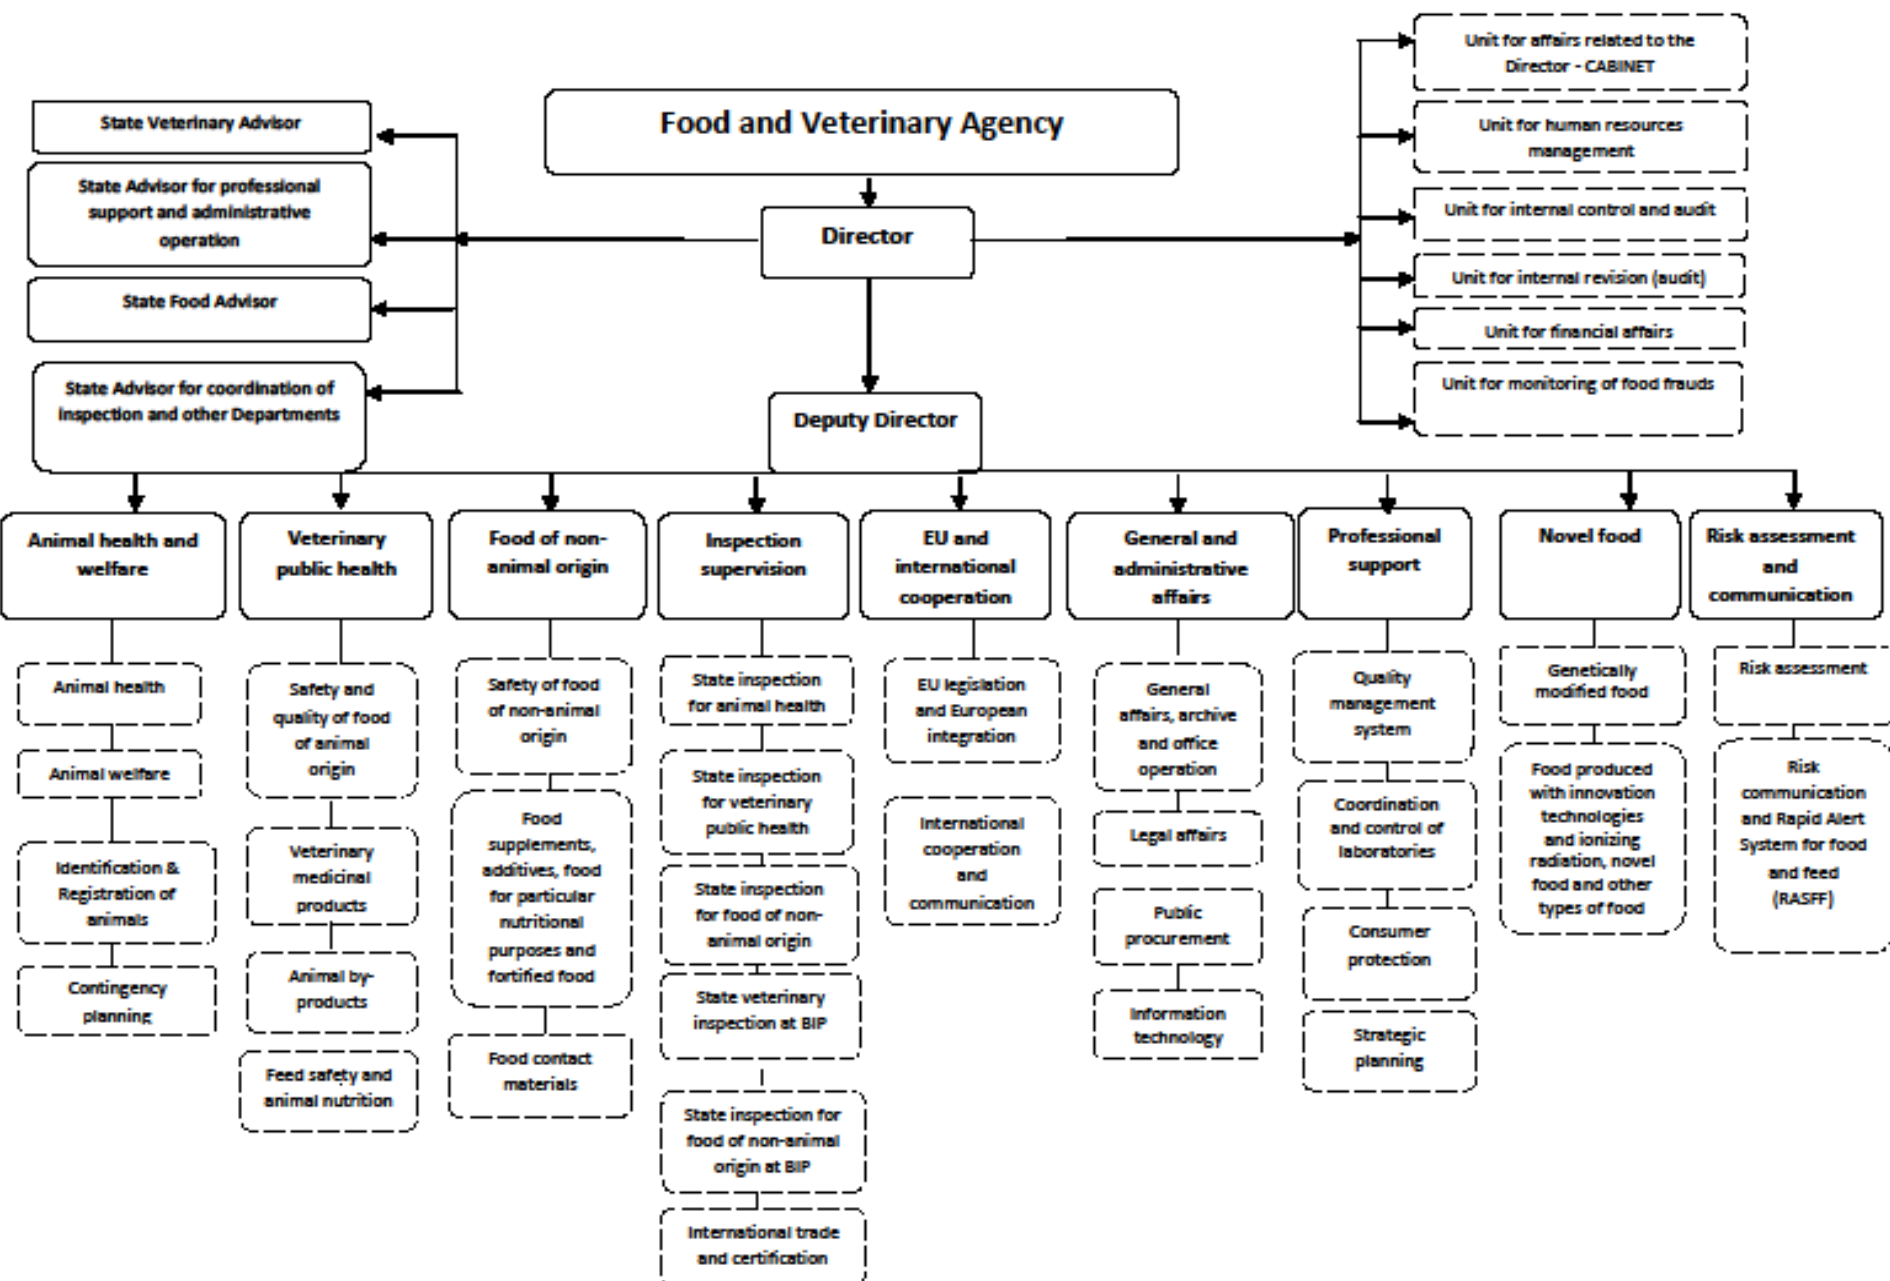 Food and Veterinary Agency
Director
Deputy Director
State Veterinary Advisor
State Advisor for professional
support and administrative
operation
State Food Advisor
State Advisor for coordination of
inspection and other Departments
Unit for affairs related to the
Director - CABINET
Unit for human resources
management
Unit for internal control and audit
Unit for internal revision (audit)
Unit for financial affairs
Unit for monitoring of food frauds
Animal health and
welfare
Animal health
Animal welfare
Identification &
Registration of
animals
Contingency
planning
Veterinary
public health
Safety and
quality of food
of animal
origin
Veterinary
medicinal
products
Animal by-
products
Feed safety and
animal nutrition
Food of non-
animal origin
Safety of food
of non-animal
origin
Food
supplements,
additives, food
for particular
nutritional
purposes and
fortified food
Food contact
materials
Inspection
supervision
State inspection
for animal health
State inspection
for veterinary
public health
State inspection
for food of non-
animal origin
State veterinary
inspection at BIP
State inspection for
food of non-animal
origin at BIP
International trade
and certification
EU and
international
cooperation
EU legislation
and European
integration
International
cooperation
and
communication
General and
administrative
affairs
General
affairs, archive
and office
operation
Legal affairs
Public
procurement
Information
technology
Professional
support
Quality
management
system
Coordination
and control of
laboratories
Consumer
protection
Strategic
planning
Novel food
Genetically
modified food
Food produced
with innovation
technologies
and ionizing
radiation, novel
food and other
types of food
Risk assessment
and
communication
Risk assessment
Risk
communication
and Rapid Alert
System for food
and feed
(RASFF)